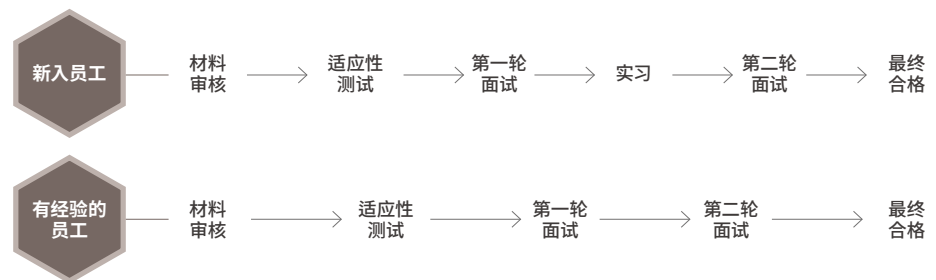 新入员工
材料
审核
适应性
测试
第一轮
面试
实习
第二轮
面试
最终
合格
有经验的
员工
材料
审核
适应性
测试
第一轮
面试
第二轮
面试
最终
合格